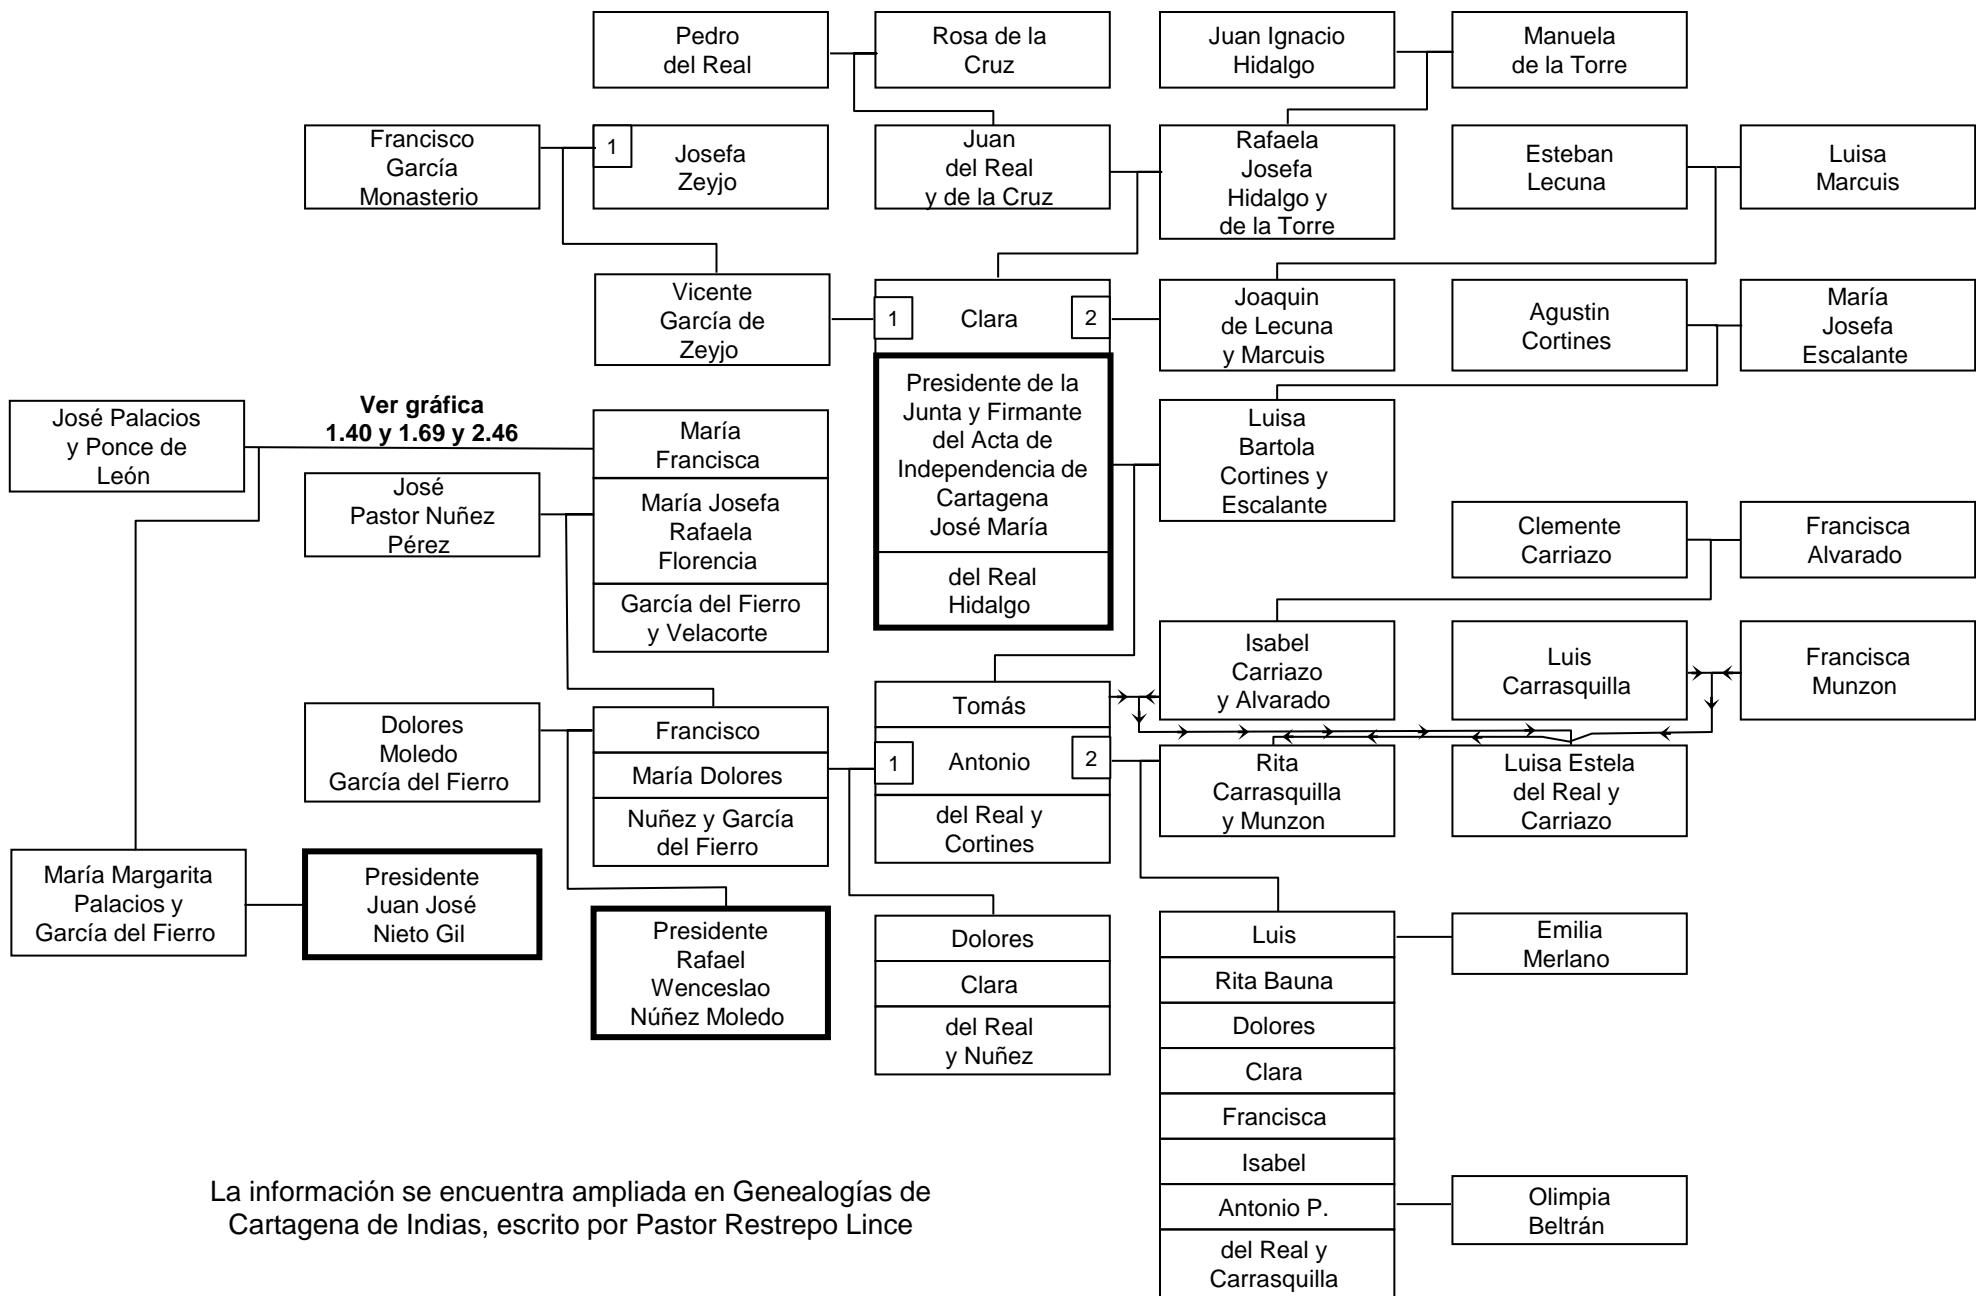 Pedro
del Real
Rosa de la
Cruz
Juan Ignacio
Hidalgo
Manuela
de la Torre
Francisco
García
Monasterio
1
Josefa
Zeyjo
Juan
del Real
y de la Cruz
Rafaela
Josefa
Hidalgo y
de la Torre
Esteban
Lecuna
Luisa
Marcuis
Vicente
García de
Zeyjo
1
Clara
2
Joaquin
de Lecuna
y Marcuis
Agustin
Cortines
María
Josefa
Escalante
José Palacios
y Ponce de
León
Ver gráfica
1.40 y 1.69 y 2.46
María
Francisca
Presidente de la
Junta y Firmante
del Acta de
Independencia de
Cartagena
José María
del Real
Hidalgo
Luisa
Bartola
Cortines y
Escalante
José
Pastor Nuñez
Pérez
María Josefa
Rafaela
Florencia
García del Fierro
y Velacorte
Clemente
Carriazo
Francisca
Alvarado
Isabel
Carriazo
y Alvarado
Luis
Carrasquilla
Francisca
Munzon
Dolores
Moledo
García del Fierro
Francisco
María Dolores
Nuñez y García
del Fierro
Tomás
1
Antonio
2
del Real y
Cortines
Rita
Carrasquilla
y Munzon
Luisa Estela
del Real y
Carriazo
María Margarita
Palacios y
García del Fierro
Presidente
Juan José
Nieto Gil
Presidente
Rafael
Wenceslao
Núñez Moledo
Dolores
Clara
del Real
y Nuñez
Luis
Rita Bauna
Dolores
Clara
Francisca
Isabel
Antonio P.
del Real y
Carrasquilla
Emilia
Merlano
Olimpia
Beltrán
La información se encuentra ampliada en Genealogías de
Cartagena de Indias, escrito por Pastor Restrepo Lince